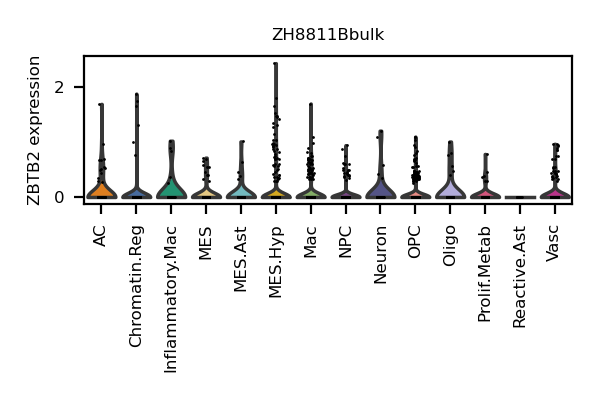 ZH8811Bbulk
ZBTB2 expression
2
0
AC
Chromatin.Reg
Inflammatory.Mac
MES
MES.Ast
MES.Hyp
Mac
NPC
Neuron
OPC
Oligo
Prolif.Metab
Reactive.Ast
Vasc